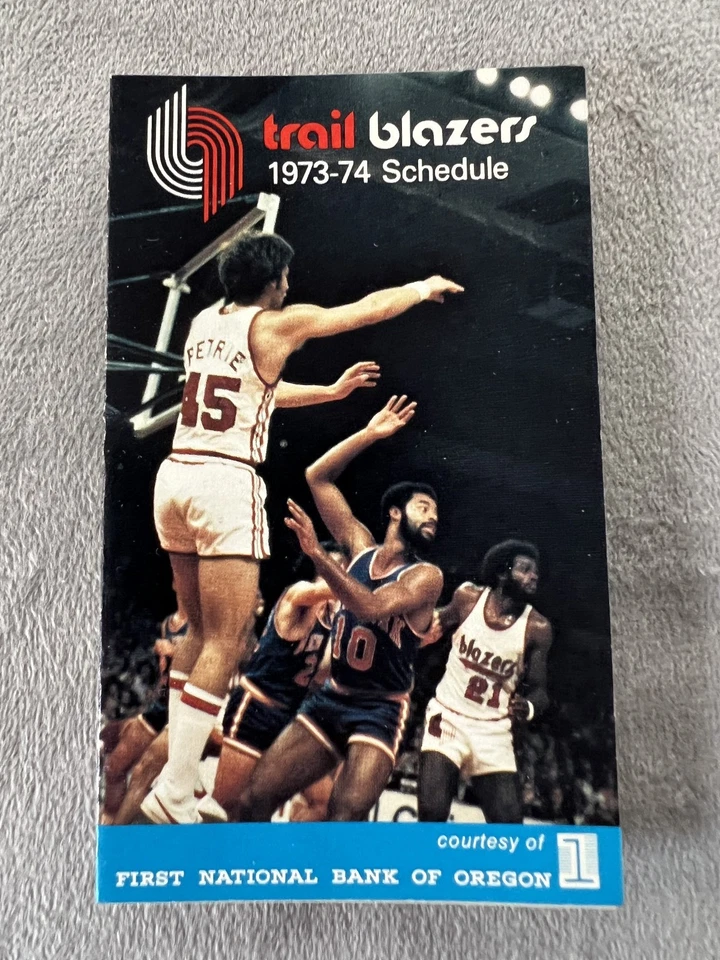 trail blazers
1973-74 Schedule
PETRIE
45
10
blazers
21
courtesy of 1
FIRST NATIONAL BANK OF OREGON